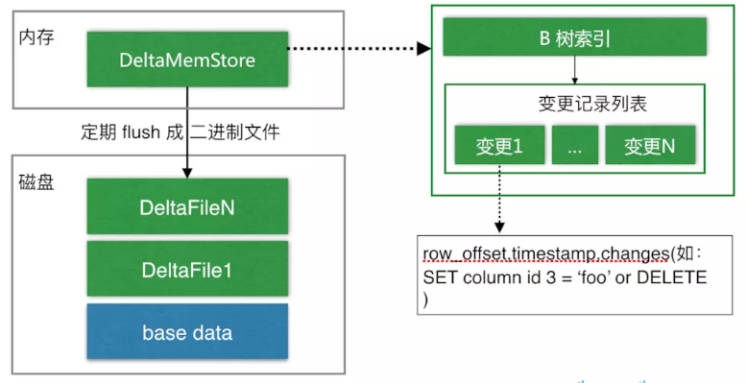 内存
DeltaMemStore
定期 flush 成 二进制文件
磁盘
DeltaFileN
DeltaFile1
base data
B 树索引
变更记录列表
变更1
...
变更N
row_offset,timestamp,changes(如：
SET column id 3 = ‘foo’ or DELETE
)